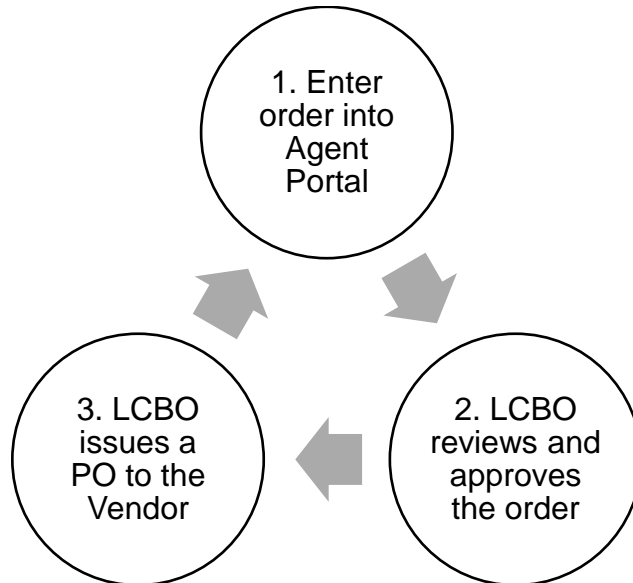 1. Enter
order into
Agent
Portal
2. LCBO
reviews and
approves
the order
3. LCBO
issues a
PO to the
Vendor